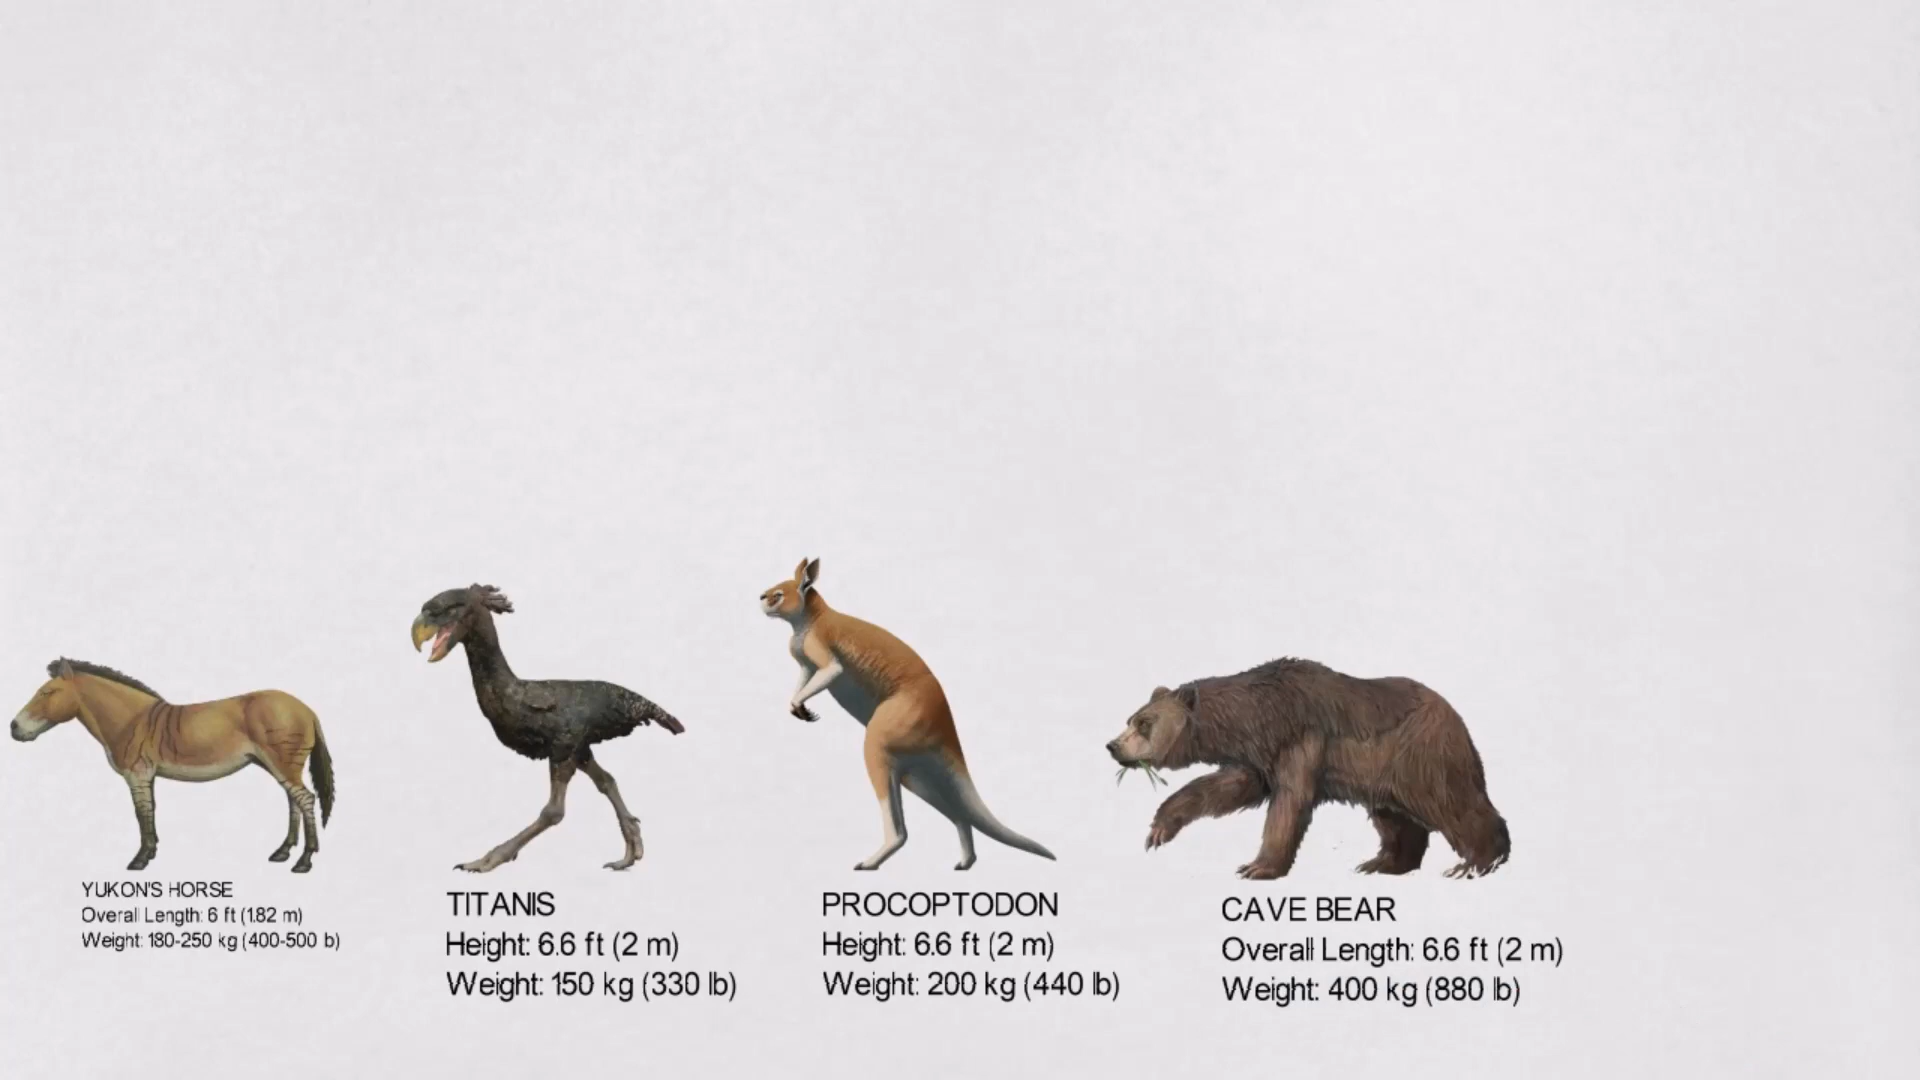 YUKON'S HORSE
Overall Length: 6 ft (1.82 m)
Weight: 180-250 kg (400-500 b)
TITANIS
Height: 6.6 ft (2 m)
Weight: 150 kg (330 lb)
PROCOPTODON
Height: 6.6 ft (2 m)
Weight: 200 kg (440 lb)
CAVE BEAR
Overall Length: 6.6 ft (2 m)
Weight: 400 kg (880 lb)